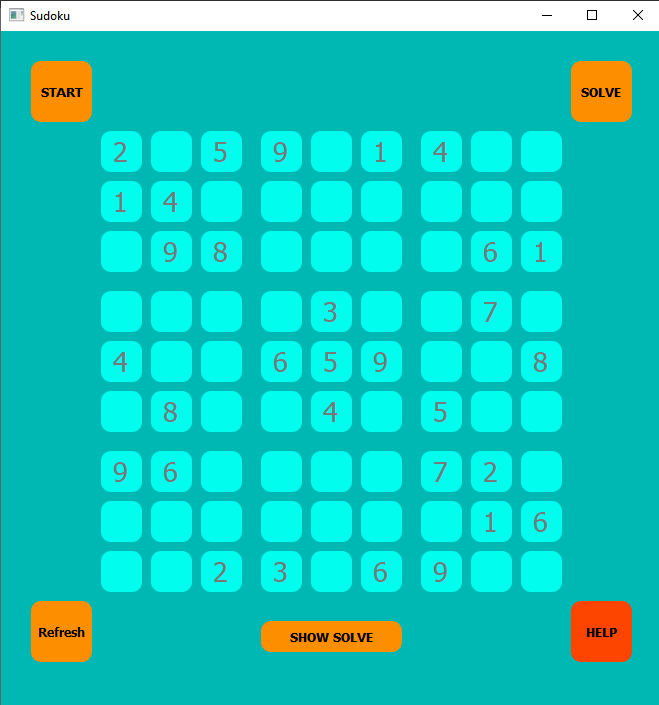 Sudoku
START SOLVE
2 5 9 1 4
1 4
9 8 6 1
3 7
4 6 5 9 8
8 4 5
9 6 7 2
1 6
2 3 6 9
Refresh SHOW SOLVE HELP